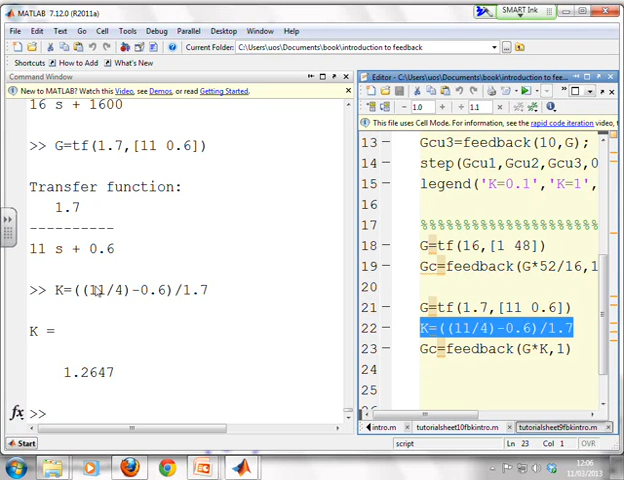 MATLAB 7.12.0 (R2011a)
SMART Ink
File Edit Text Go Cell Tools Debug Parallel Desktop Window Help
Current Folder: C:\uos\Documents\book\introduction to feedback
Shortcuts How to Add What's New
Command Window
New to MATLAB? Watch this Video, see Demos, or read Getting Started.
16 s + 1600
>> G=tf(1.7,[11 0.6])
Transfer function:
1.7
----------
11 s + 0.6
>> K=((11/4)-0.6)/1.7
K =
1.2647
fx >>
Editor - C:\uos\Documents\book\introduction to fee...
- 1.0 + ÷ 1.1 ×
This file uses Cell Mode. For information, see the rapid code iteration video,
13 – Gcu3=feedback(10,G);
14 – step(Gcu1,Gcu2,Gcu3,0
15 – legend('K=0.1','K=1',
16
17 %%%%%%%%%%%%%%%%%%%%%
18 – G=tf(16,[1 48])
19 – Gc=feedback(G*52/16,1
20
21 – G=tf(1.7,[11 0.6])
22 – K=((11/4)-0.6)/1.7
23 – Gc=feedback(G*K,1)
24
25
26
intro.m × tutorialsheet10fbkintro.m × tutorialsheet9fbkintro.m ×
Start
script Ln 23 Col 1 OVR
12:06
11/03/2013